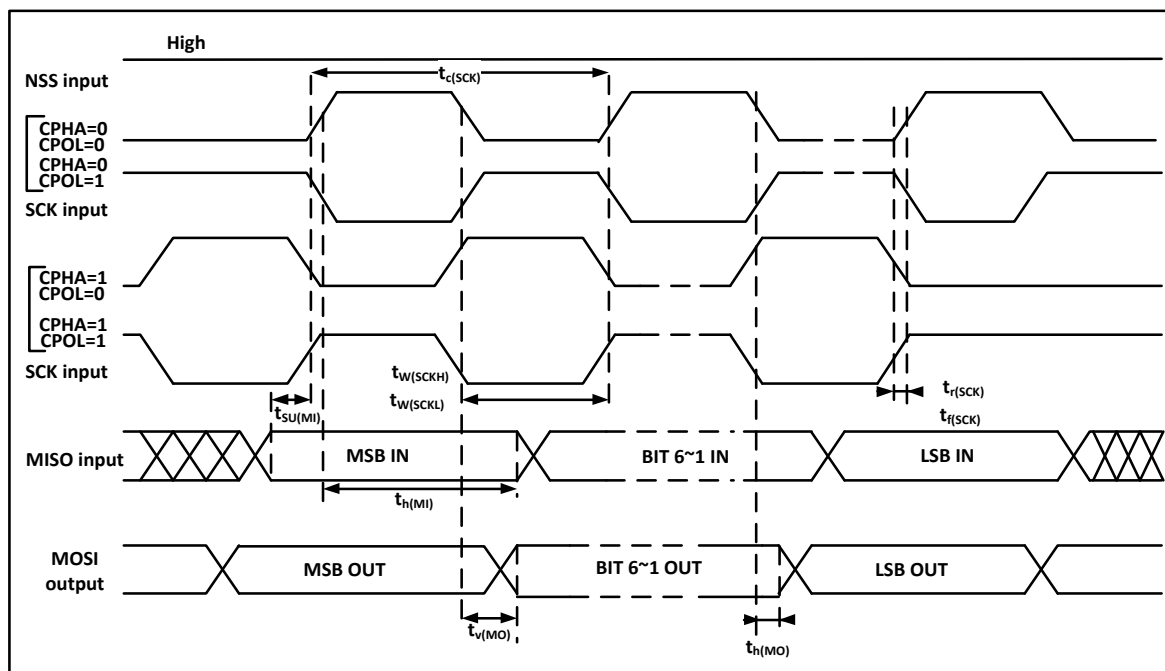 High
NSS input
tc(SCK)
CPHA=0
CPOL=0
CPHA=0
CPOL=1
SCK input
CPHA=1
CPOL=0
CPHA=1
CPOL=1
SCK input
tW(SCKH)
tW(SCKL)
tr(SCK)
tf(SCK)
tSU(MI)
MISO input
MSB IN
BIT 6~1 IN
LSB IN
th(MI)
MOSI
output
MSB OUT
BIT 6~1 OUT
LSB OUT
tv(MO)
th(MO)